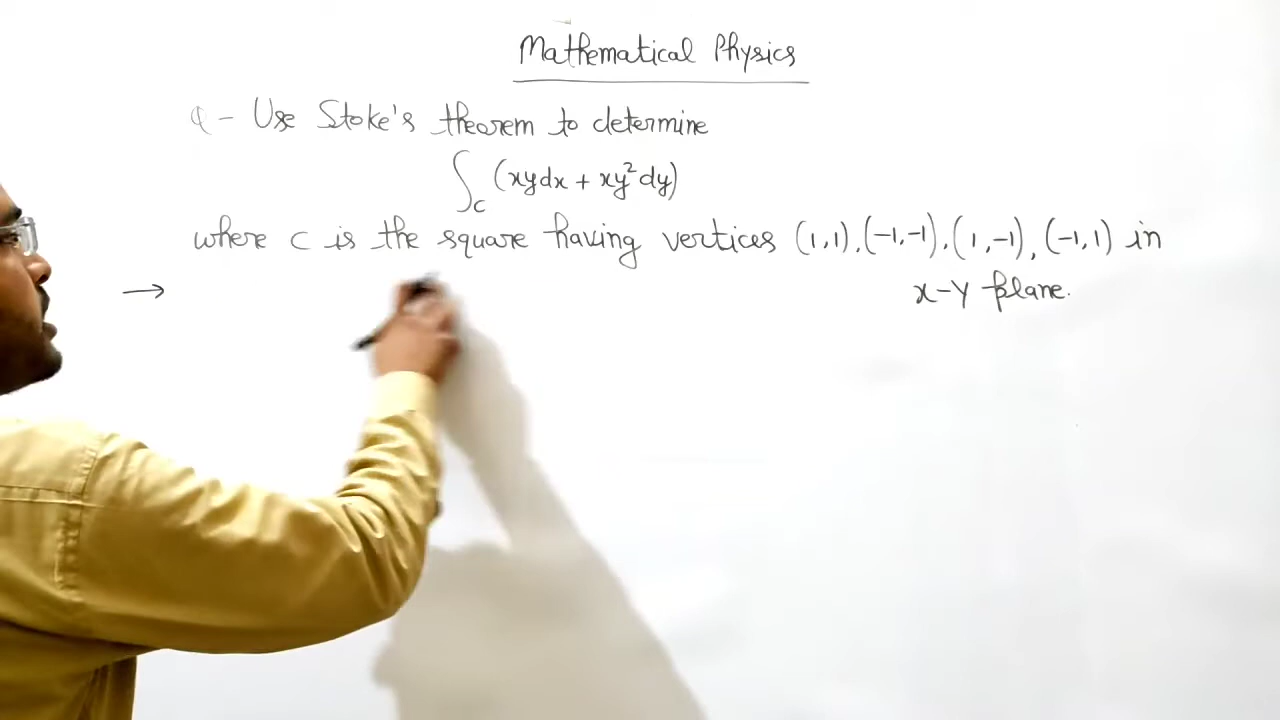 Mathematical Physics
Q - Use Stoke's theorem to determine
∫_C (xydx + xy²dy)
where C is the square having vertices (1,1), (-1,-1), (1,-1), (-1,1) in
x-y plane.
→